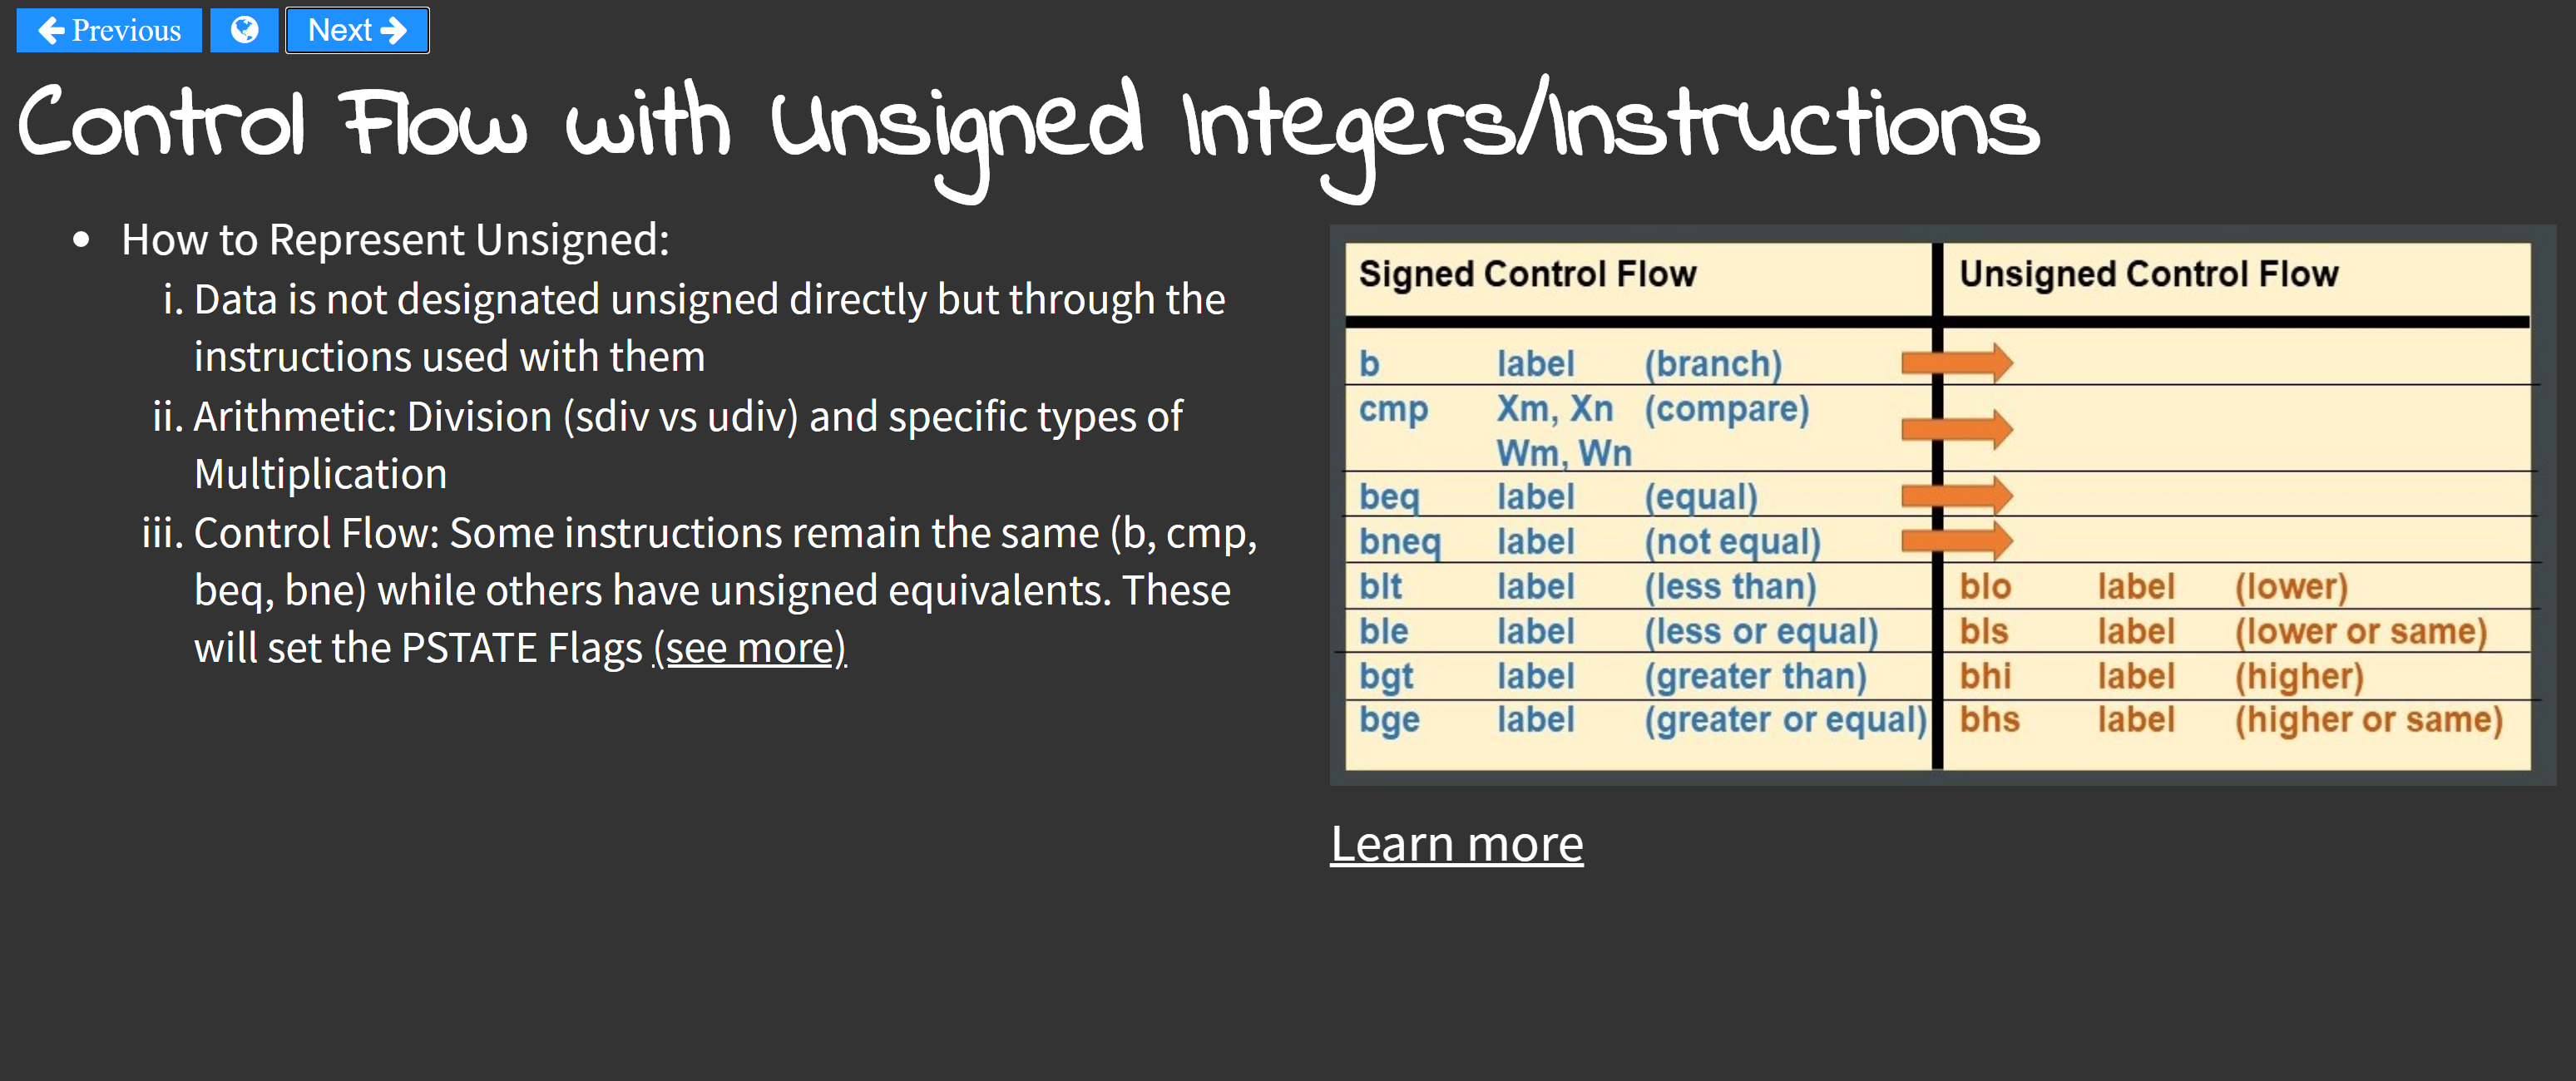 Previous
Next
Control Flow with Unsigned Integers/Instructions
• How to Represent Unsigned:
i. Data is not designated unsigned directly but through the
instructions used with them
ii. Arithmetic: Division (sdiv vs udiv) and specific types of
Multiplication
iii. Control Flow: Some instructions remain the same (b, cmp,
beq, bne) while others have unsigned equivalents. These
will set the PSTATE Flags (see more)
Signed Control Flow Unsigned Control Flow
b label (branch)
cmp Xm, Xn (compare)
Wm, Wn
beq label (equal)
bneq label (not equal)
blt label (less than) blo label (lower)
ble label (less or equal) bls label (lower or same)
bgt label (greater than) bhi label (higher)
bge label (greater or equal) bhs label (higher or same)
Learn more